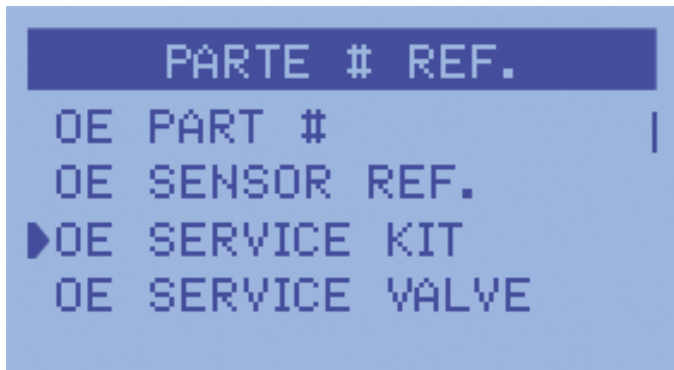 PARTE # REF.
OE PART #
OE SENSOR REF.
OE SERVICE KIT
OE SERVICE VALVE